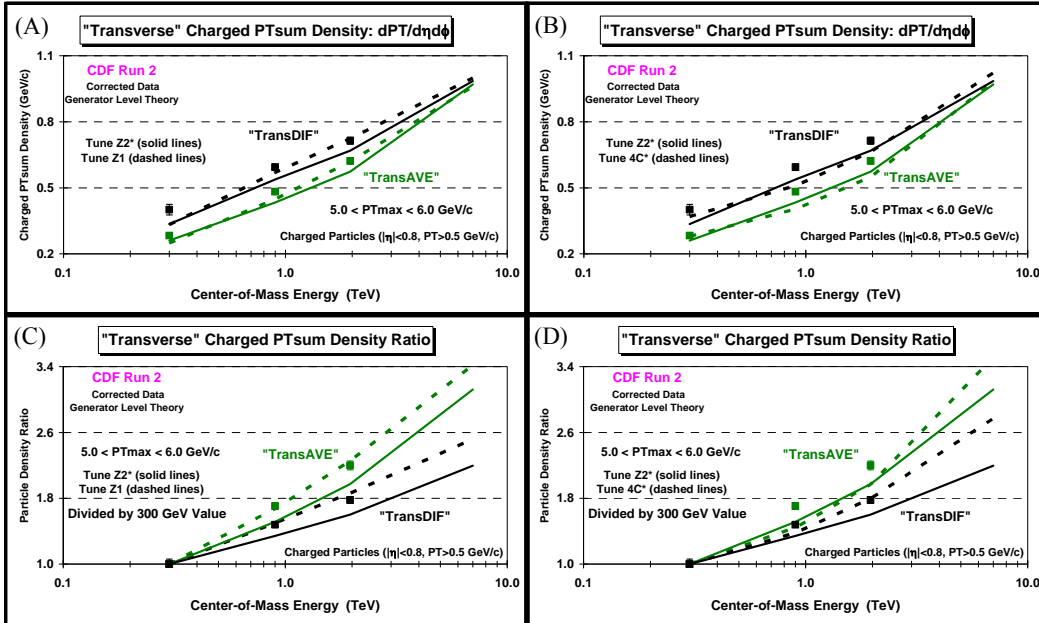 (A)
"Transverse" Charged PTsum Density: dPT/dηdϕ
Charged PTsum Density (GeV/c)
1.1
0.8
0.5
0.2
CDF Run 2
Corrected Data
Generator Level Theory
Tune Z2* (solid lines)
Tune Z1 (dashed lines)
"TransDIF"
"TransAVE"
5.0 < PTmax < 6.0 GeV/c
Charged Particles (|η|<0.8, PT>0.5 GeV/c)
0.1
1.0
10.0
Center-of-Mass Energy (TeV)
(B)
"Transverse" Charged PTsum Density: dPT/dηdϕ
Charged PTsum Density (GeV/c)
1.1
0.8
0.5
0.2
CDF Run 2
Corrected Data
Generator Level Theory
Tune Z2* (solid lines)
Tune 4C* (dashed lines)
"TransDIF"
"TransAVE"
5.0 < PTmax < 6.0 GeV/c
Charged Particles (|η|<0.8, PT>0.5 GeV/c)
0.1
1.0
10.0
Center-of-Mass Energy (TeV)
(C)
"Transverse" Charged PTsum Density Ratio
Particle Density Ratio
3.4
2.6
1.8
1.0
CDF Run 2
Corrected Data
Generator Level Theory
5.0 < PTmax < 6.0 GeV/c
"TransAVE"
Tune Z2* (solid lines)
Tune Z1 (dashed lines)
Divided by 300 GeV Value
"TransDIF"
Charged Particles (|η|<0.8, PT>0.5 GeV/c)
0.1
1.0
10.0
Center-of-Mass Energy (TeV)
(D)
"Transverse" Charged PTsum Density Ratio
Particle Density Ratio
3.4
2.6
1.8
1.0
CDF Run 2
Corrected Data
Generator Level Theory
5.0 < PTmax < 6.0 GeV/c
"TransAVE"
Tune Z2* (solid lines)
Tune 4C* (dashed lines)
Divided by 300 GeV Value
"TransDIF"
Charged Particles (|η|<0.8, PT>0.5 GeV/c)
0.1
1.0
10.0
Center-of-Mass Energy (TeV)